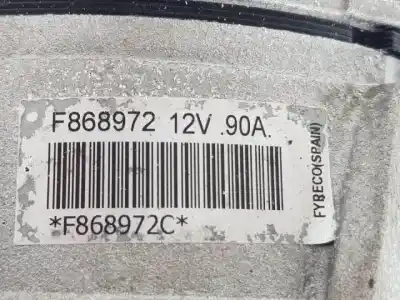 F868972 12V .90A.
*F868972C*
FYBECO(SPAIN)